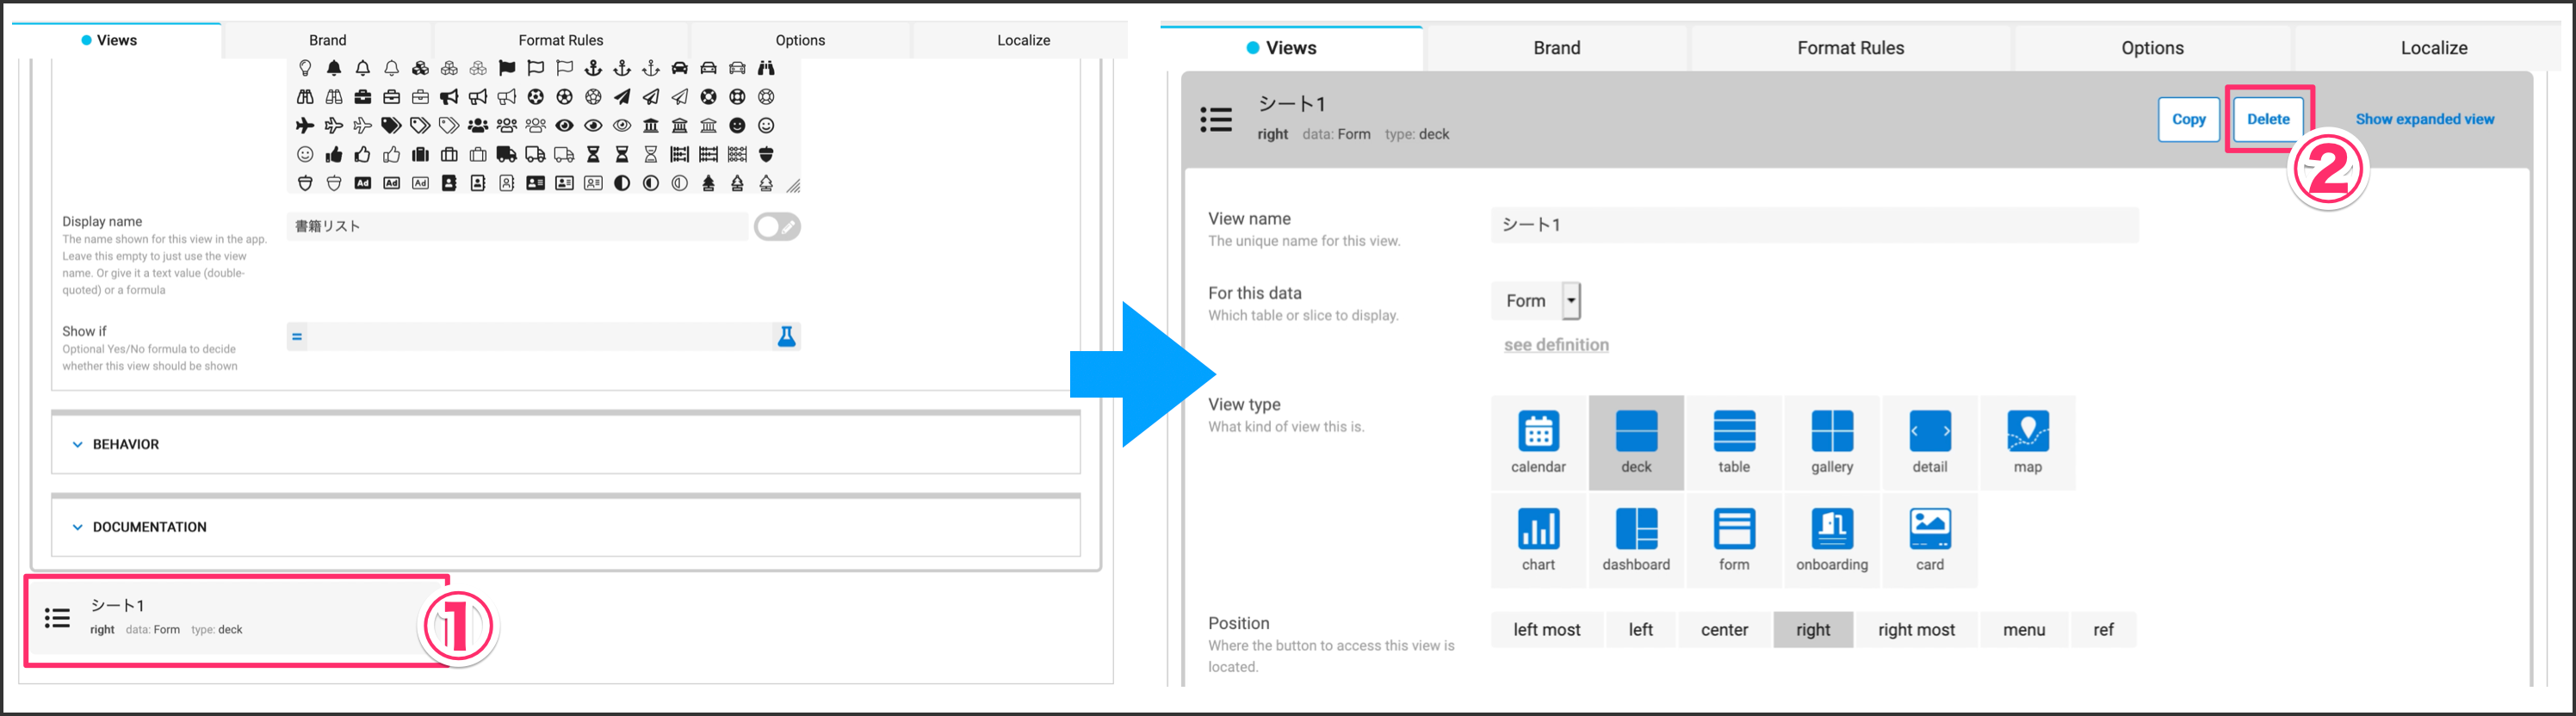 Views
Brand
Format Rules
Options
Localize
Ad Ad Ad
Display name
The name shown for this view in the app.
Leave this empty to just use the view
name. Or give it a text value (double-
quoted) or a formula
書籍リスト
Show if
Optional Yes/No formula to decide
whether this view should be shown
=
BEHAVIOR
DOCUMENTATION
シート1
right data: Form type: deck
①
Views
Brand
Format Rules
Options
Localize
シート1
right data: Form type: deck
Copy
Delete
Show expanded view
②
View name
The unique name for this view.
シート1
For this data
Which table or slice to display.
Form
see definition
View type
What kind of view this is.
calendar
deck
table
gallery
detail
map
chart
dashboard
form
onboarding
card
Position
Where the button to access this view is
located.
left most
left
center
right
right most
menu
ref